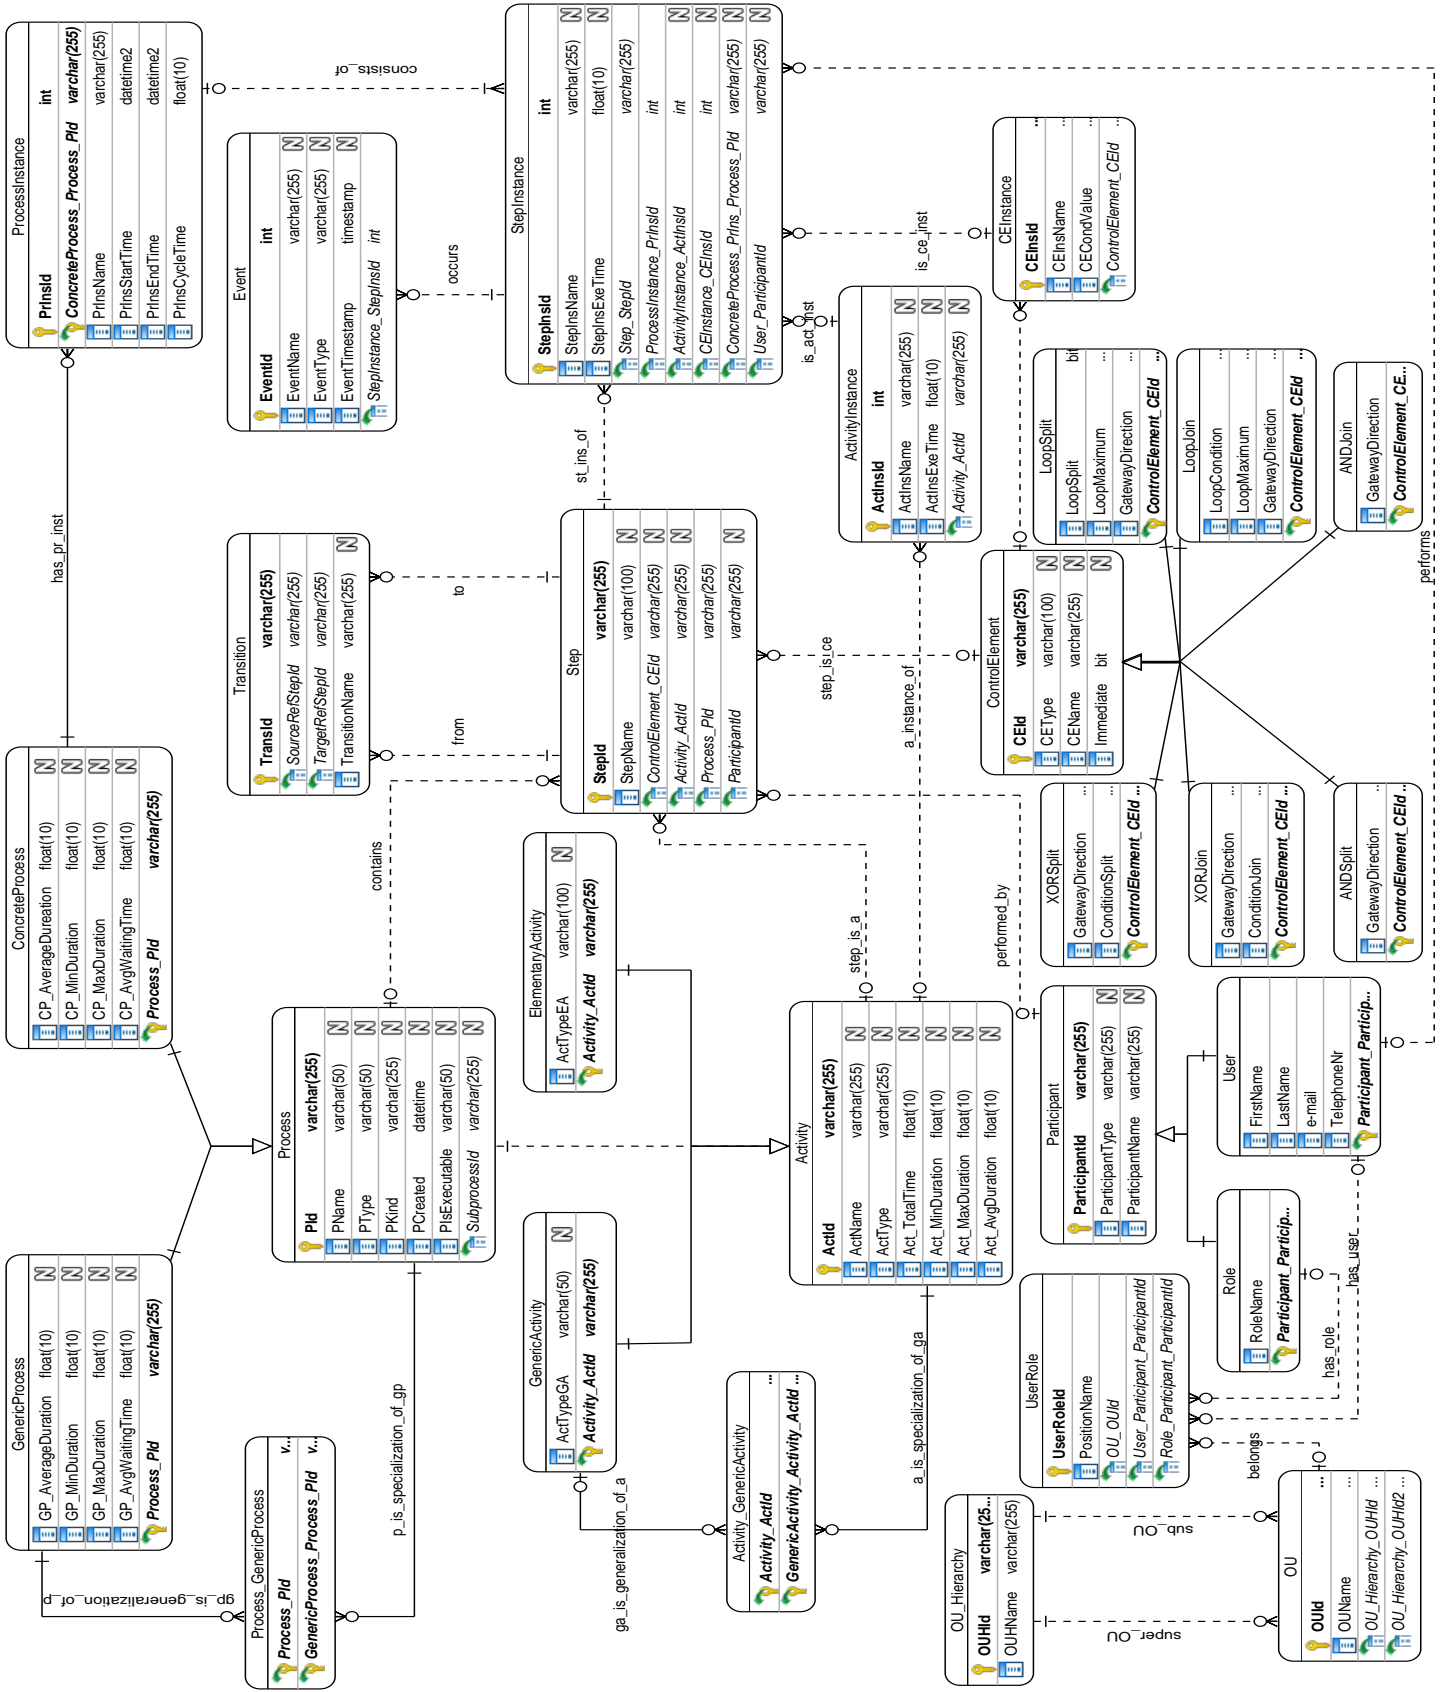 ProcessInstance
PrInsId int
ConcreteProcess_Process_PId varchar(255)
PrInsName varchar(255)
PrInsStartTime datetime2
PrInsEndTime datetime2
PrInsCycleTime float(10)
has_pr_inst
consists_of
ConcreteProcess
CP_AverageDureation float(10) N
CP_MinDuration float(10) N
CP_MaxDuration float(10) N
CP_AvgWaitingTime float(10) N
Process_PId varchar(255)
GenericProcess
GP_AverageDuration float(10) N
GP_MinDuration float(10) N
GP_MaxDuration float(10) N
GP_AvgWaitingTime float(10) N
Process_PId varchar(255)
gp_is_generalization_of_p
Process_GenericProcess
Process_PId v...
GenericProcess_Process_PId v...
p_is_specialization_of_gp
Process
PId varchar(255)
PName varchar(50) N
PType varchar(50) N
PKind varchar(255) N
PCreated datetime N
PIsExecutable varchar(50) N
SubprocessId varchar(255) N
contains
Transition
TransId varchar(255)
SourceRefStepId varchar(255)
TargetRefStepId varchar(255)
TransitionName varchar(255) N
from
to
Event
EventId int
EventName varchar(255) N
EventType varchar(255) N
EventTimestamp timestamp N
StepInstance_StepInsId int
occurs
StepInstance
StepInsId int
StepInsName varchar(255) N
StepInsExeTime float(10) N
Step_StepId varchar(255)
ProcessInstance_PrInsId int
ActivityInstance_ActInsId int N
CEInstance_CEInsId int N
ConcreteProcess_PrIns_Process_PId varchar(255) N
User_ParticipantId varchar(255) N
st_ins_of
Step
StepId varchar(255)
StepName varchar(100) N
ControlElement_CEId varchar(255) N
Activity_ActId varchar(255) N
Process_PId varchar(255)
ParticipantId varchar(255) N
ElementaryActivity
ActTypeEA varchar(100) N
Activity_ActId varchar(255)
GenericActivity
ActTypeGA varchar(50) N
Activity_ActId varchar(255)
ga_is_generalization_of_a
Activity_GenericActivity
Activity_ActId ...
GenericActivity_Activity_ActId ...
a_is_specialization_of_ga
Activity
ActId varchar(255)
ActName varchar(255) N
ActType varchar(255) N
Act_TotalTime float(10) N
Act_MinDuration float(10) N
Act_MaxDuration float(10) N
Act_AvgDuration float(10) N
step_is_a
a_instance_of
step_is_ce
performed_by
is_act_inst
is_ce_inst
ActivityInstance
ActInsId int
ActInsName varchar(255) N
ActInsExeTime float(10) N
Activity_ActId varchar(255) N
CEInstance
CEInsId ...
CEInsName ...
CECondValue ...
ControlElement_CEId ...
ControlElement
CEId varchar(255)
CEType varchar(100) N
CEName varchar(255) N
Immediate bit N
LoopSplit
LoopSplit bit
LoopMaximum ...
GatewayDirection ...
ControlElement_CEId ...
LoopJoin
LoopCondition ...
LoopMaximum ...
GatewayDirection ...
ControlElement_CEId ...
ANDJoin
GatewayDirection ..
ControlElement_CE...
XORSplit
GatewayDirection ...
ConditionSplit ...
ControlElement_CEId ...
XORJoin
GatewayDirection ..
ConditionJoin ...
ControlElement_CEId ...
ANDSplit
GatewayDirection ..
ControlElement_CEId ..
performs
Participant
ParticipantId varchar(255)
ParticipantType varchar(255) N
ParticipantName varchar(255) N
User
FirstName ...
LastName ...
e-mail ...
TelephoneNr ...
Participant_Particip...
Role
RoleName ...
Participant_Particip...
has_user
has_role
UserRole
UserRoleId
PositionName
OU_OUId
User_Participant_ParticipantId
Role_Participant_ParticipantId
belongs
OU_Hierarchy
OUHId varchar(25...
OUHName varchar(255)
super_OU
sub_OU
OU
OUId ...
OUName ...
OU_Hierarchy_OUHId ...
OU_Hierarchy_OUHId2 ...